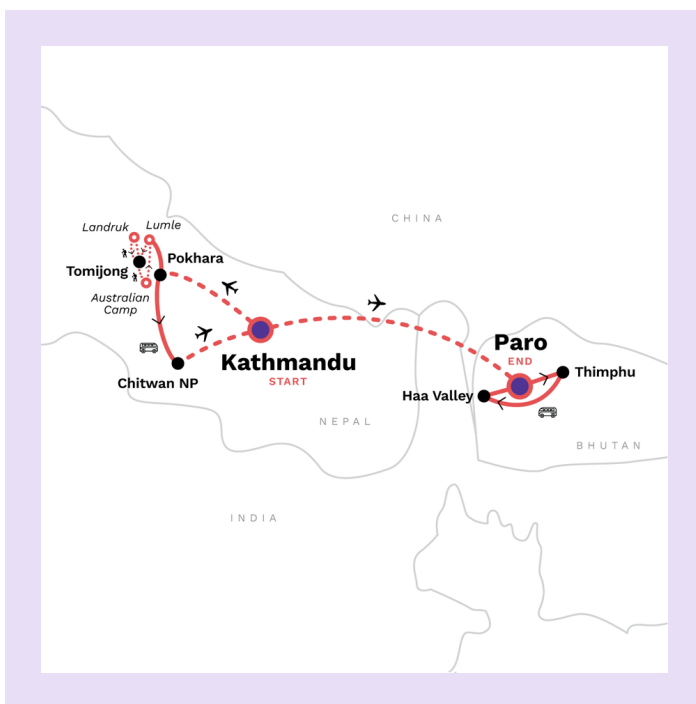 CHINA
Landruk
Lumle
Pokhara
Tomijong
Australian
Camp
Kathmandu
START
Chitwan NP
Paro
END
Thimphu
Haa Valley
NEPAL
BHUTAN
INDIA